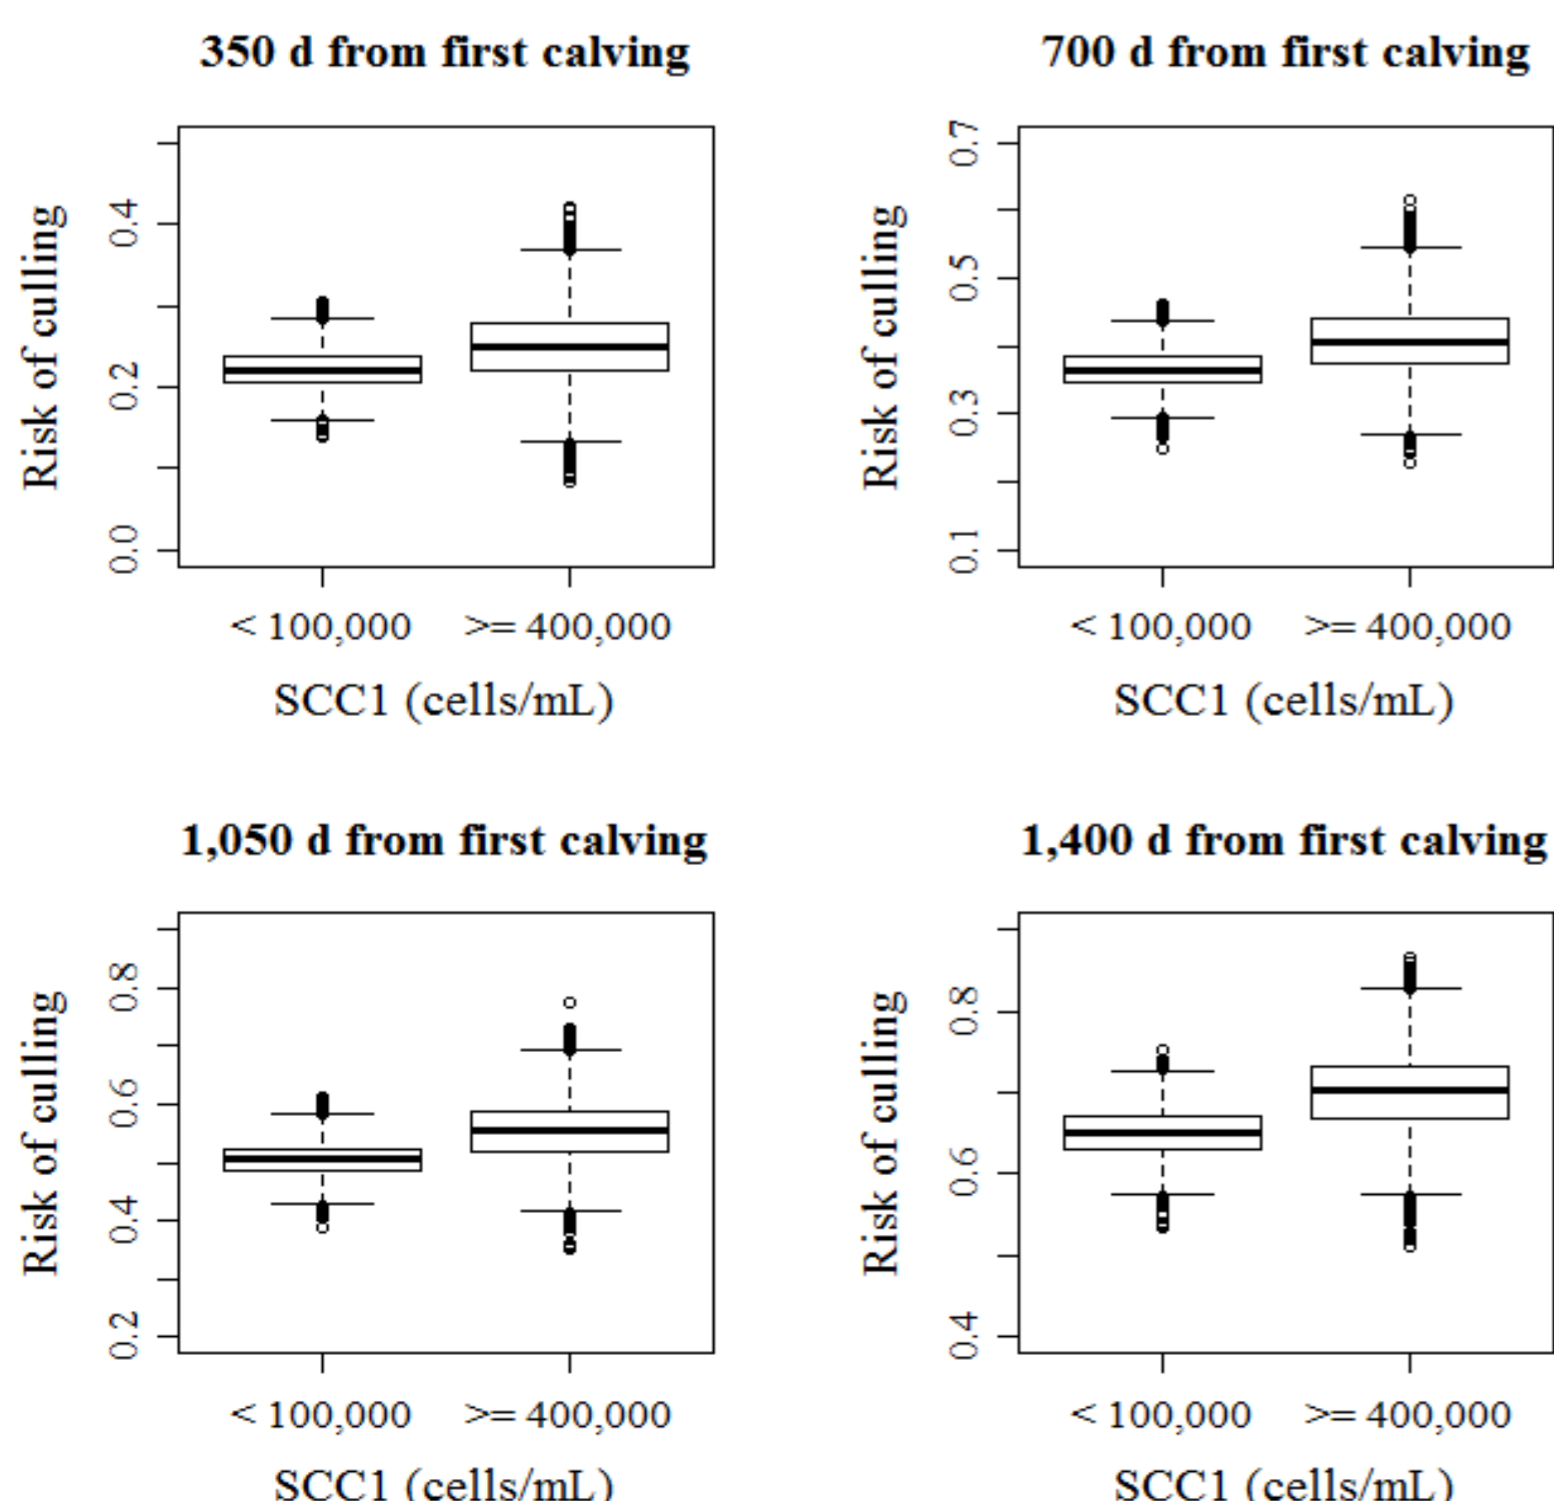 350 d from first calving
700 d from first calving
Risk of culling
0.4
0.2
0.0
< 100,000
>= 400,000
SCC1 (cells/mL)
Risk of culling
0.7
0.5
0.3
0.1
< 100,000
>= 400,000
SCC1 (cells/mL)
1,050 d from first calving
1,400 d from first calving
Risk of culling
0.8
0.6
0.4
0.2
< 100,000
>= 400,000
SCC1 (cells/mL)
Risk of culling
0.8
0.6
0.4
< 100,000
>= 400,000
SCC1 (cells/mL)